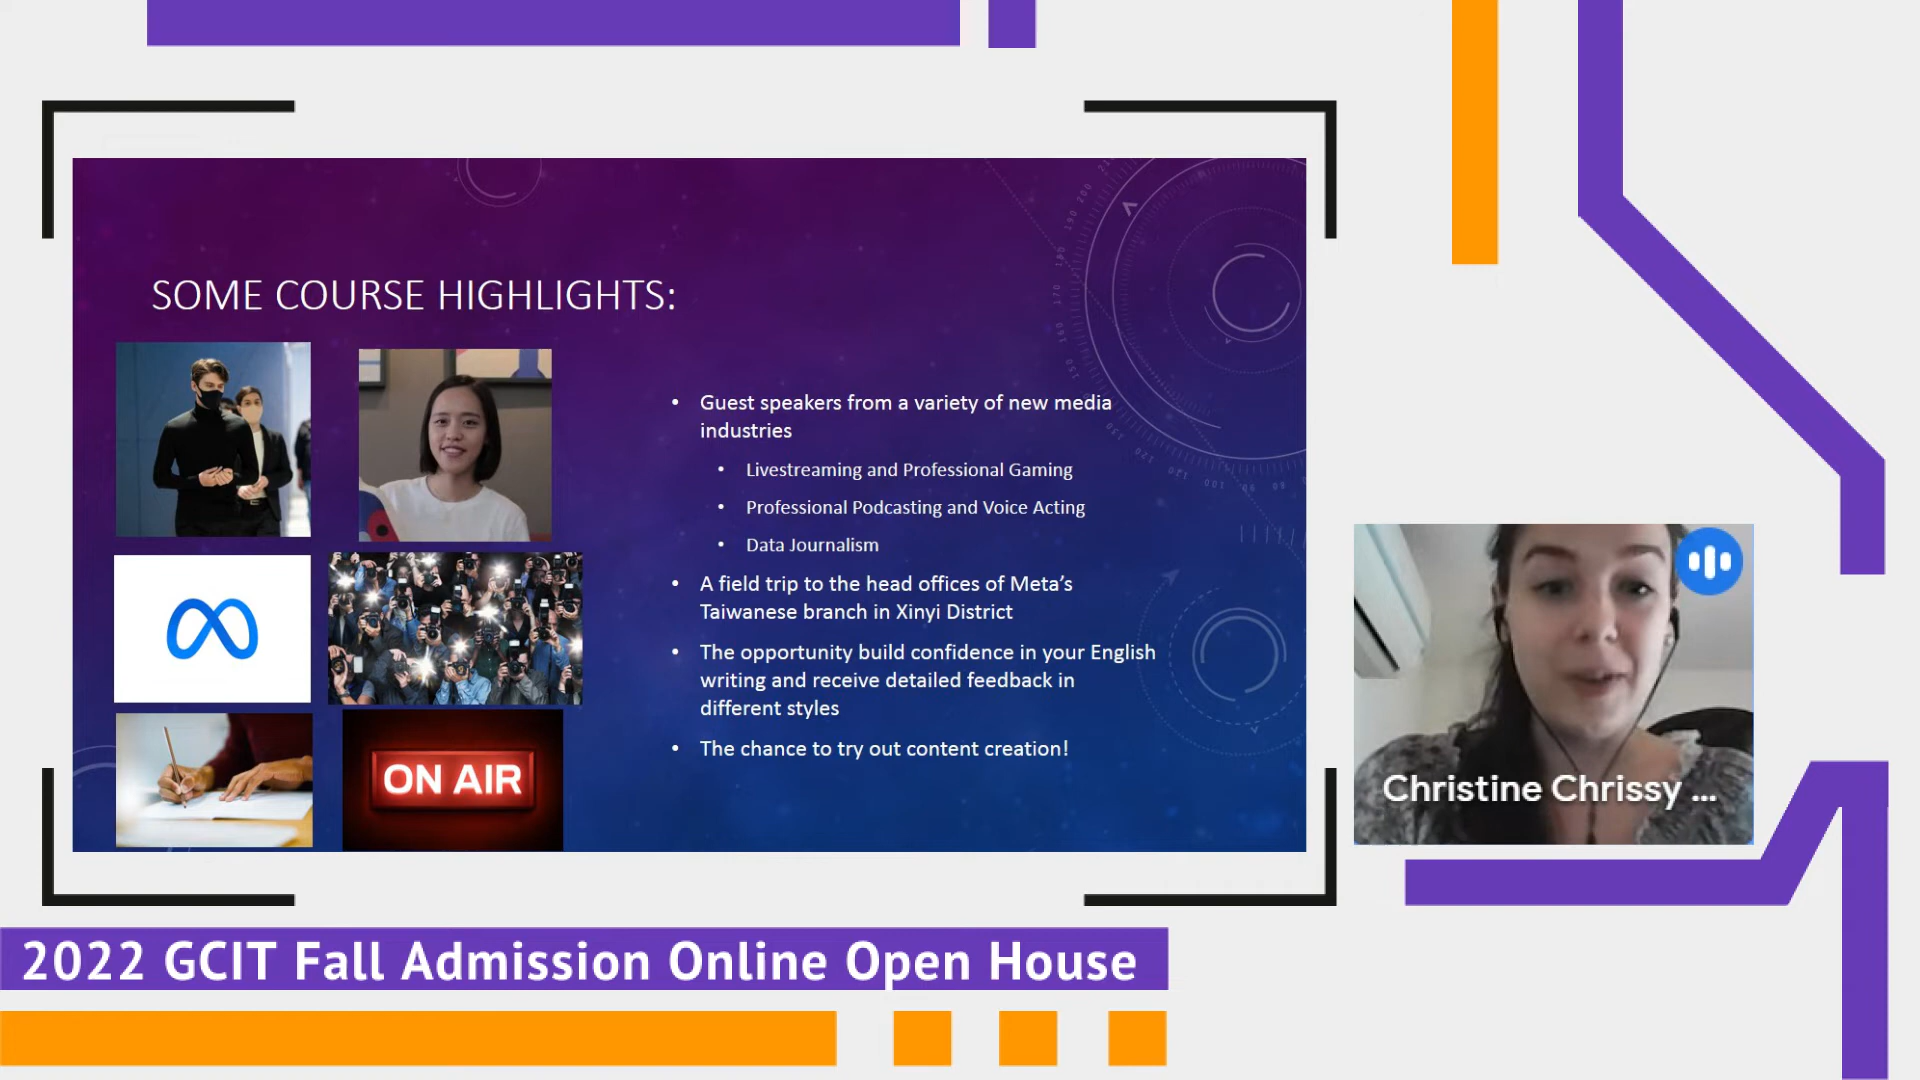 SOME COURSE HIGHLIGHTS:
• Guest speakers from a variety of new media
industries
• Livestreaming and Professional Gaming
• Professional Podcasting and Voice Acting
• Data Journalism
• A field trip to the head offices of Meta’s
Taiwanese branch in Xinyi District
• The opportunity build confidence in your English
writing and receive detailed feedback in
different styles
• The chance to try out content creation!
ON AIR
Christine Chrissy ...
2022 GCIT Fall Admission Online Open House